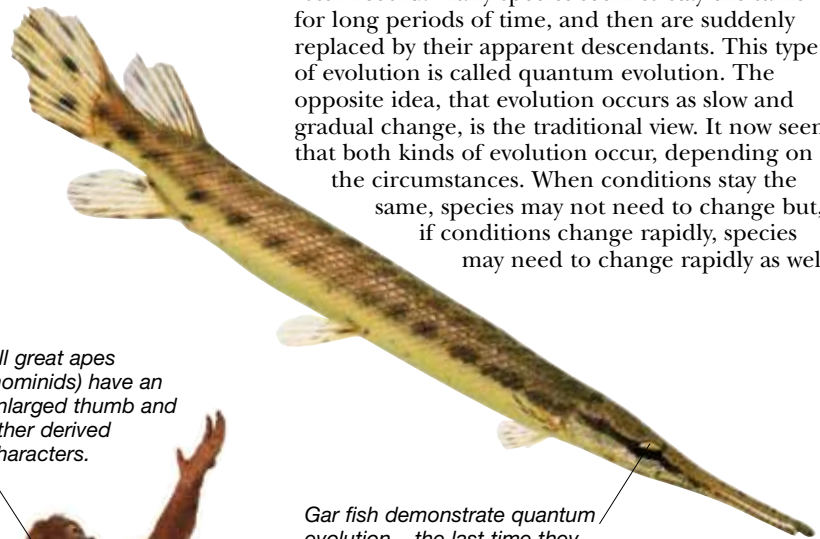 for long periods of time, and then are suddenly
replaced by their apparent descendants. This type
of evolution is called quantum evolution. The
opposite idea, that evolution occurs as slow and
gradual change, is the traditional view. It now seem
that both kinds of evolution occur, depending on
the circumstances. When conditions stay the
same, species may not need to change but,
if conditions change rapidly, species
may need to change rapidly as wel
ll great apes
ominids) have an
nlarged thumb and
ther derived
haracters.
Gar fish demonstrate quantum
evolution – the last time they